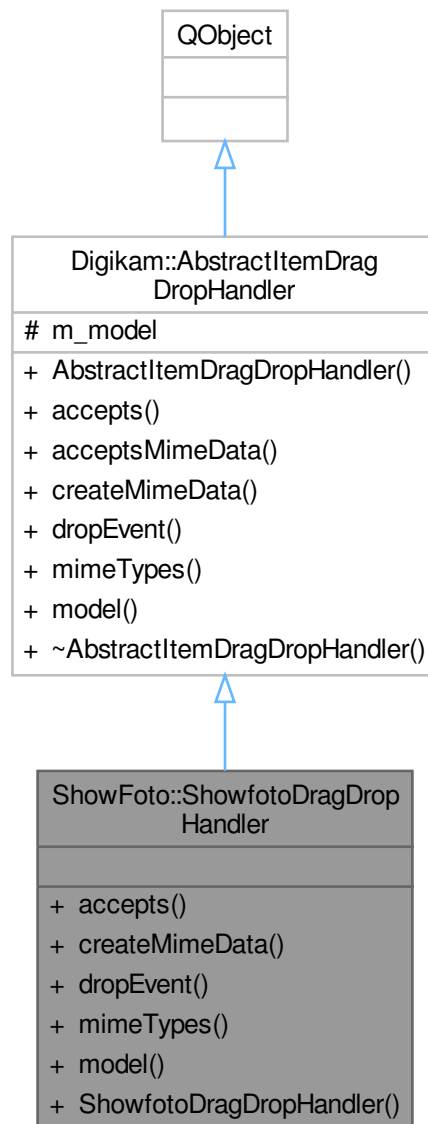 QObject
Digikam::AbstractItemDrag
DropHandler
# m_model
+ AbstractItemDragDropHandler()
+ accepts()
+ acceptsMimeData()
+ createMimeData()
+ dropEvent()
+ mimeTypes()
+ model()
+ ~AbstractItemDragDropHandler()
ShowFoto::ShowfotoDragDrop
Handler
+ accepts()
+ createMimeData()
+ dropEvent()
+ mimeTypes()
+ model()
+ ShowfotoDragDropHandler()